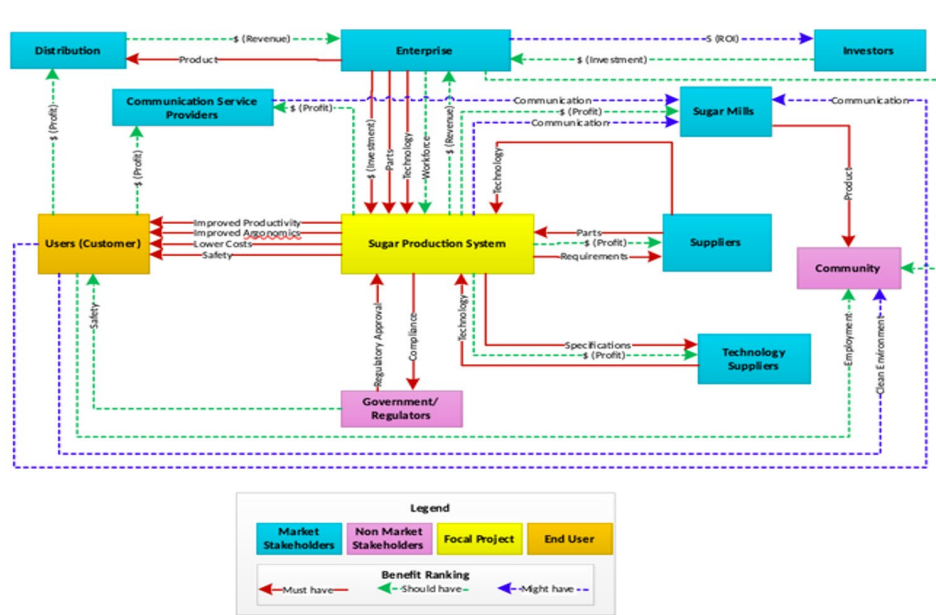 Distribution
$ (Revenue)
Enterprise
S (ROI)
Investors
Product
$ (Investment)
$ (Profit)
Communication Service
Providers
$ (Profit)
Communication
$ (Profit)
Communication
Sugar Mills
Communication
$ (Profit)
$ (Investment)
Parts
Technology
Workforce
$ (Revenue)
Technology
Product
Users (Customer)
Improved Productivity
Improved Argonomics
Lower Costs
Safety
Sugar Production System
Parts
$ (Profit)
Requirements
Suppliers
Community
Safety
Regulatory Approval
Compliance
Technology
Specifications
$ (Profit)
Technology
Suppliers
Employment
Clean Environment
Government/
Regulators
Legend
Market
Stakeholders
Non Market
Stakeholders
Focal Project
End User
Benefit Ranking
Must have
Should have
Might have